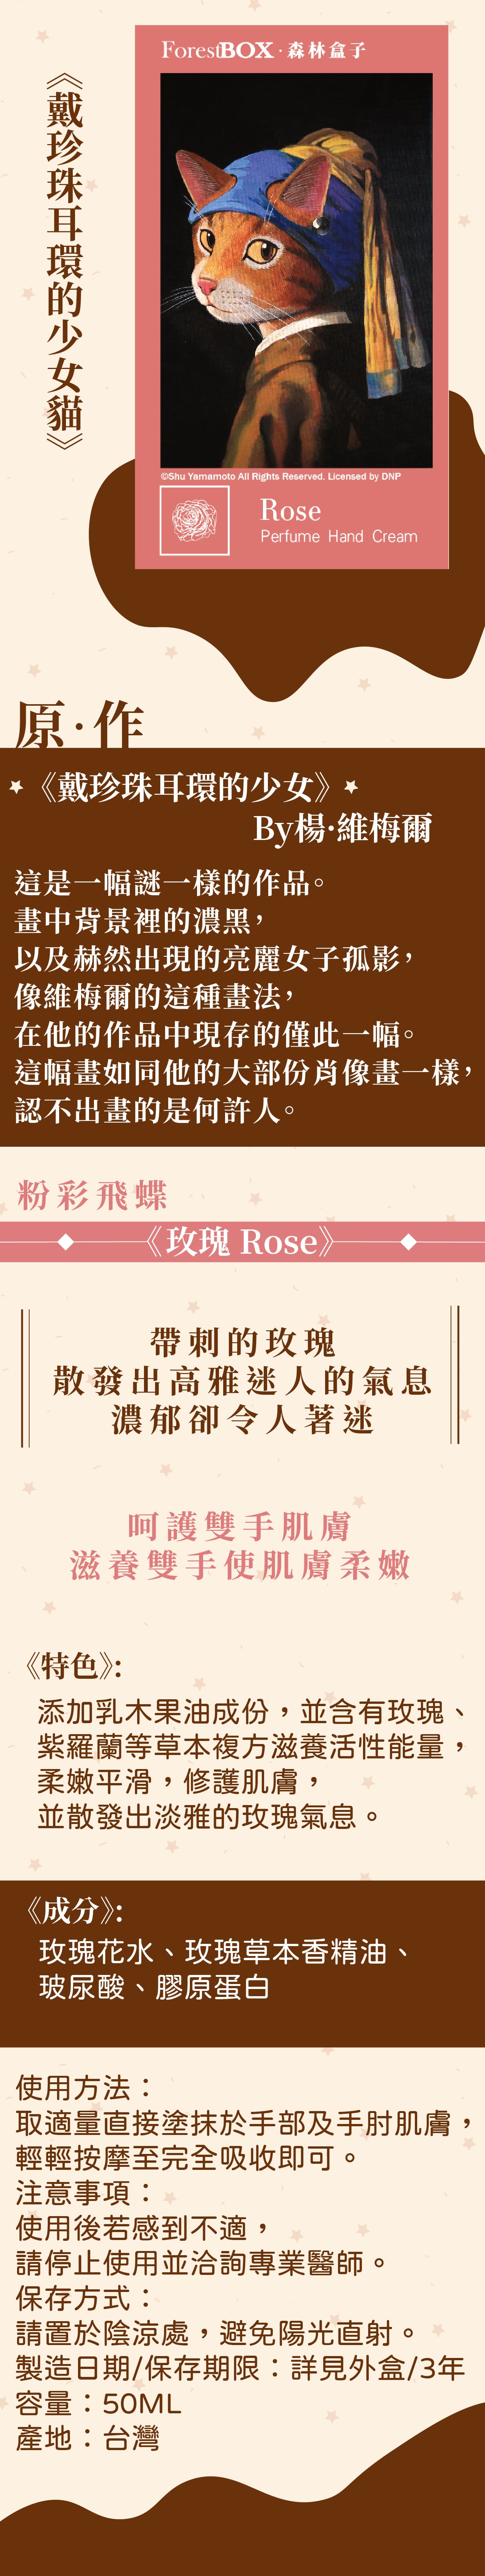 ForestBOX · 森林盒子
《戴珍珠耳環的少女貓》
©Shu Yamamoto All Rights Reserved. Licensed by DNP
Rose
Perfume Hand Cream
原·作
《戴珍珠耳環的少女》
By楊·維梅爾
這是一幅謎一樣的作品。
畫中背景裡的濃黑，
以及赫然出現的亮麗女子孤影，
像維梅爾的這種畫法，
在他的作品中現存的僅此一幅。
這幅畫如同他的大部份肖像畫一樣，
認不出畫的是何許人。
粉彩飛蝶
《玫瑰 Rose》
帶刺的玫瑰
散發出高雅迷人的氣息
濃郁卻令人著迷
呵護雙手肌膚
滋養雙手使肌膚柔嫩
《特色》:
添加乳木果油成份，並含有玫瑰、
紫羅蘭等草本複方滋養活性能量，
柔嫩平滑，修護肌膚，
並散發出淡雅的玫瑰氣息。
《成分》:
玫瑰花水、玫瑰草本香精油、
玻尿酸、膠原蛋白
使用方法：
取適量直接塗抹於手部及手肘肌膚，
輕輕按摩至完全吸收即可。
注意事項：
使用後若感到不適，
請停止使用並洽詢專業醫師。
保存方式：
請置於陰涼處，避免陽光直射。
製造日期/保存期限：詳見外盒/3年
容量：50ML
產地：台灣